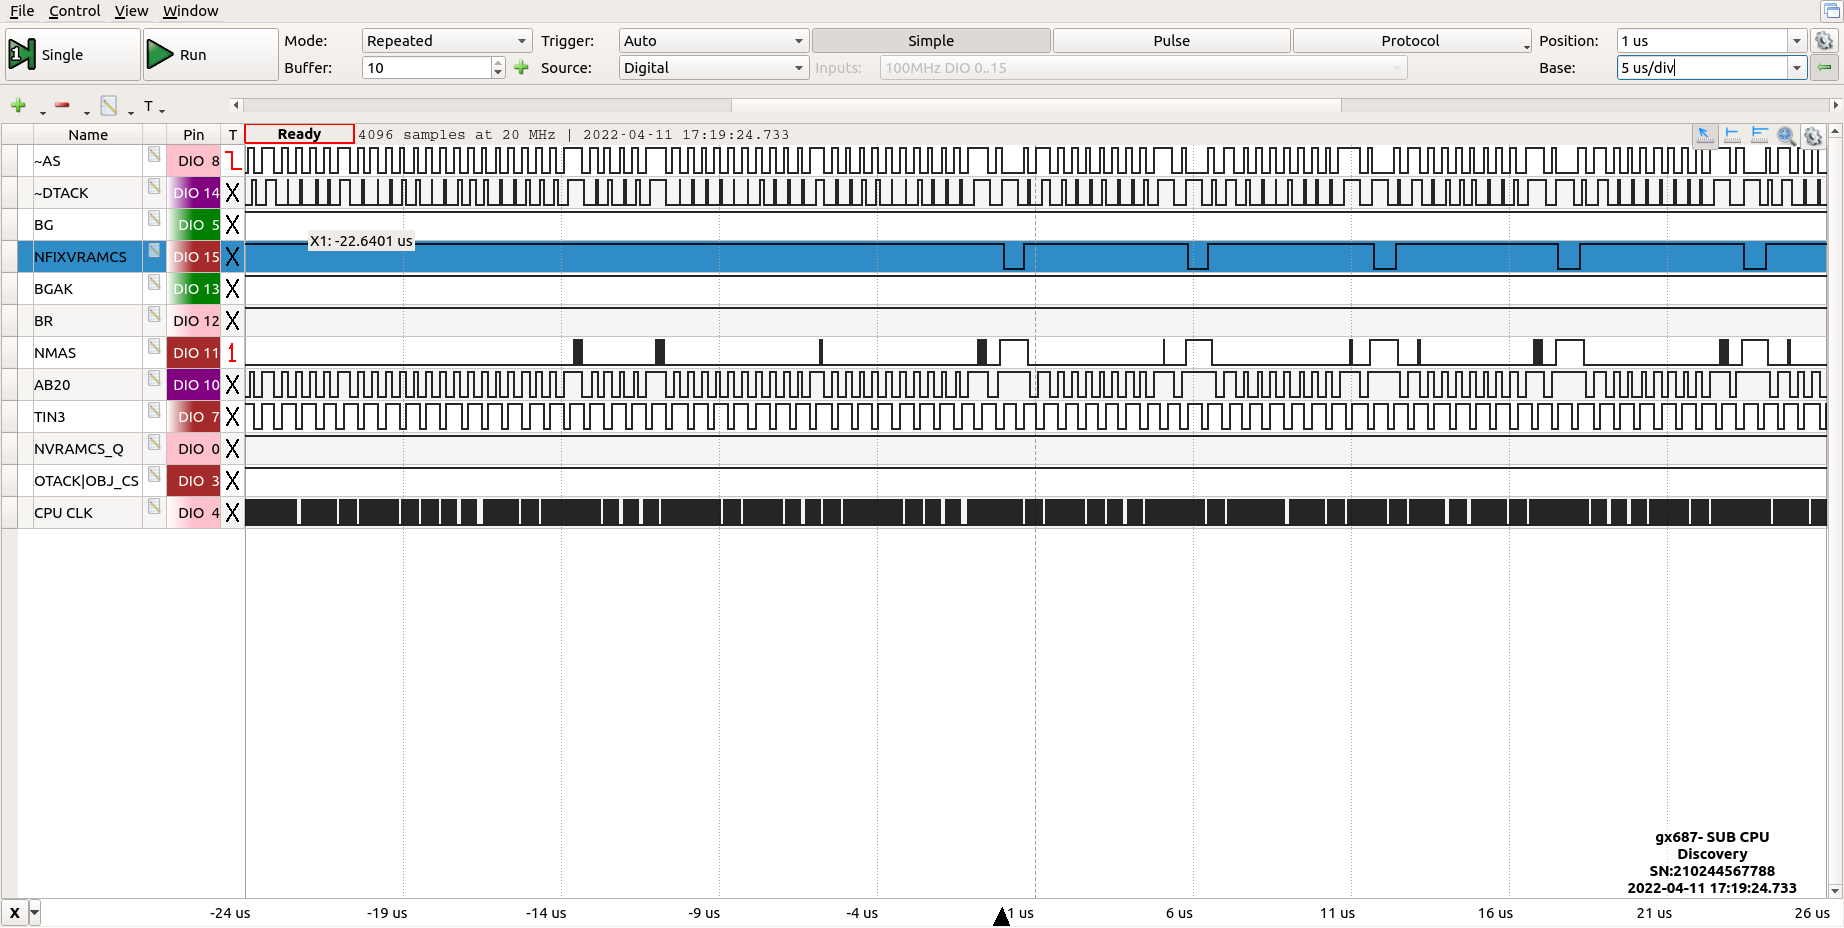 File Control View Window
Single Run Mode: Repeated Trigger: Auto Simple Pulse Protocol Position: 1 us
Buffer: 10 Source: Digital Inputs: 100MHz DIO 0..15 Base: 5 us/div
T
Name Pin T Ready 4096 samples at 20 MHz | 2022-04-11 17:19:24.733
~AS DIO 8
~DTACK DIO 14 X
BG DIO 5 X
X1: -22.6401 us
NFIXVRAMCS DIO 15 X
BGAK DIO 13 X
BR DIO 12 X
NMAS DIO 11
AB20 DIO 10 X
TIN3 DIO 7 X
NVRAMCS_Q DIO 0 X
OTACK|OBJ_CS DIO 3 X
CPU CLK DIO 4 X
gx687- SUB CPU
Discovery
SN:210244567788
2022-04-11 17:19:24.733
X -24 us -19 us -14 us -9 us -4 us 1 us 6 us 11 us 16 us 21 us 26 us